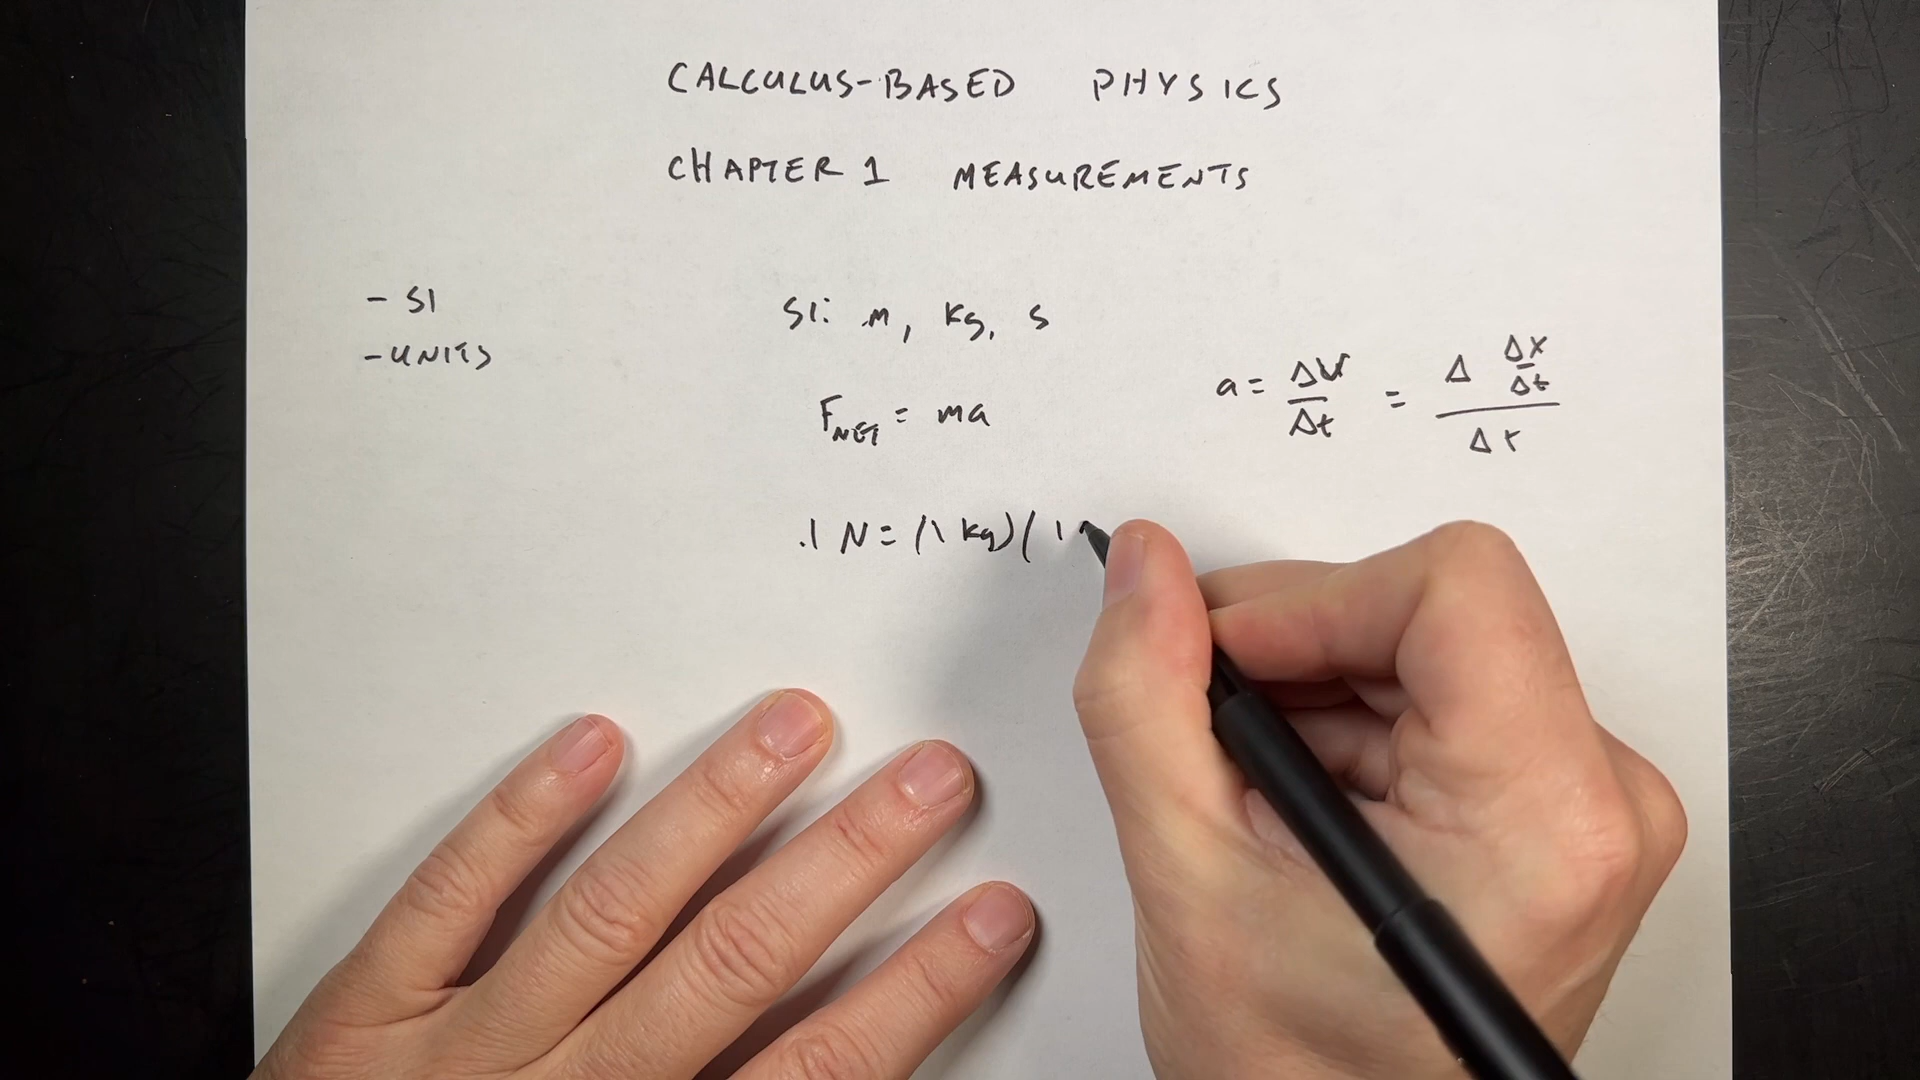 CALCULUS-BASED PHYSICS
CHAPTER 1 MEASUREMENTS
- SI
- UNITS
SI: m, kg, s
F_NET = ma
a = Δv/Δt = Δ Δx/Δt / Δt
.1 N = (1 kg)( 1